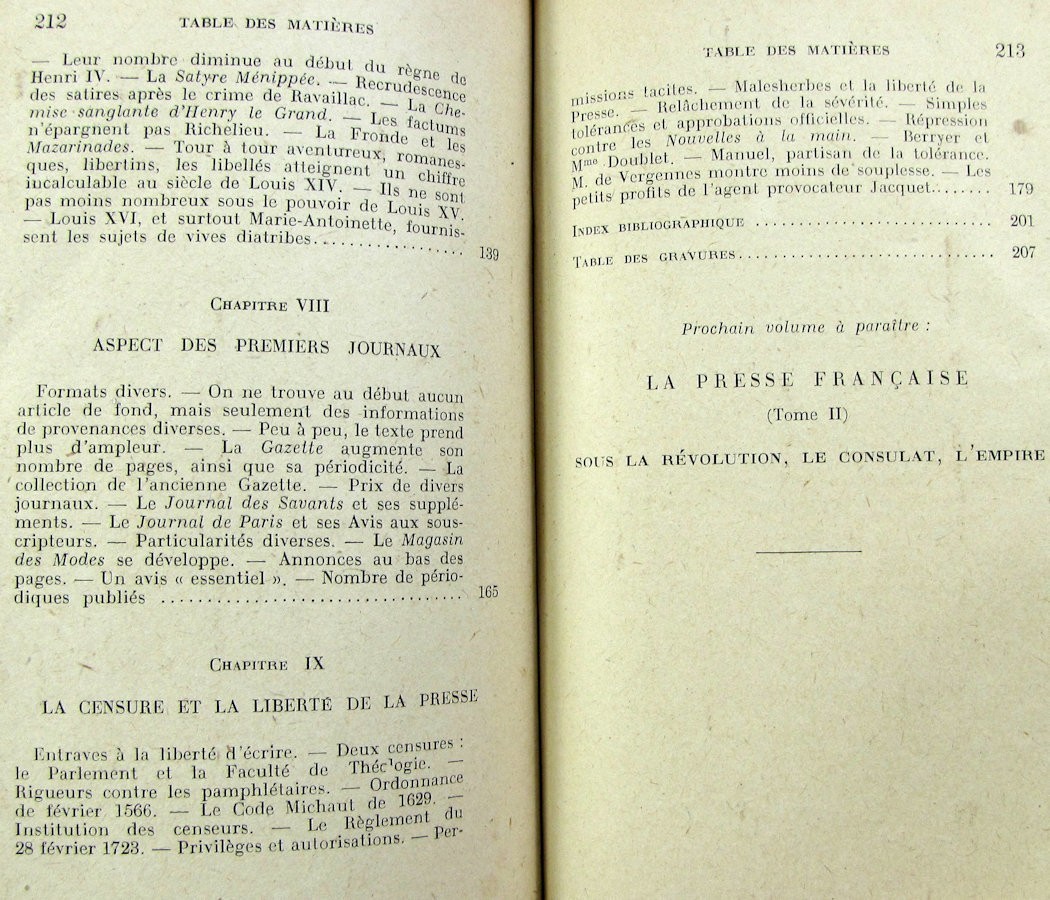 212 TABLE DES MATIÈRES
— Leur nombre diminue au début du règne de
Henri IV. — La Satyre Ménippée. — Recrudescence
des satires après le crime de Ravaillac. — La Che-
mise sanglante d'Henry le Grand. — Les factums
n'épargnent pas Richelieu. — La Fronde et les
Mazarinades. — Tour à tour aventureux, romanes-
ques, libertins, les libellés atteignent un chiffre
incalculable au siècle de Louis XIV. — Ils ne sont
pas moins nombreux sous le pouvoir de Louis XV.
— Louis XVI, et surtout Marie-Antoinette, fournis-
sent les sujets de vives diatribes.................. 139
CHAPITRE VIII
ASPECT DES PREMIERS JOURNAUX
Formats divers. — On ne trouve au début aucun
article de fond, mais seulement des informations
de provenances diverses. — Peu à peu, le texte prend
plus d'ampleur. — La Gazette augmente son
nombre de pages, ainsi que sa périodicité. — La
collection de l'ancienne Gazette. — Prix de divers
journaux. — Le Journal des Savants et ses supplé-
ments. — Le Journal de Paris et ses Avis aux sous-
cripteurs. — Particularités diverses. — Le Magasin
des Modes se développe. — Annonces au bas des
pages. — Un avis « essentiel ». — Nombre de pério-
diques publiés .................................. 165
CHAPITRE IX
LA CENSURE ET LA LIBERTÉ DE LA PRESSE
Entraves à la liberté d'écrire. — Deux censures :
le Parlement et la Faculté de Théologie. —
Rigueurs contre les pamphlétaires. — Ordonnance
de février 1566. — Le Code Michaut de 1629. —
Institution des censeurs. — Le Règlement du
28 février 1723. — Privilèges et autorisations. — Per-
TABLE DES MATIÈRES 213
missions tacites. — Malesherbes et la liberté de la
Presse. — Relâchement de la sévérité. — Simples
tolérances et approbations officielles. — Répression
contre les Nouvelles à la main. — Berryer et
Mme Doublet. — Manuel, partisan de la tolérance.
M. de Vergennes montre moins de souplesse. — Les
petits profits de l'agent provocateur Jacquet........ 179
INDEX BIBLIOGRAPHIQUE .......................... 201
TABLE DES GRAVURES............................ 207
Prochain volume à paraître :
LA PRESSE FRANÇAISE
(Tome II)
SOUS LA RÉVOLUTION, LE CONSULAT, L'EMPIRE